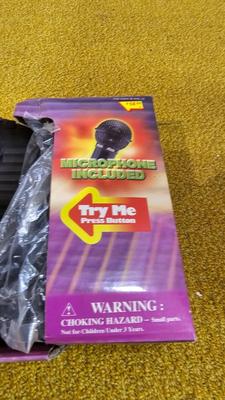 MICROPHONE
INCLUDED
Try Me
Press Button
WARNING :
CHOKING HAZARD — Small parts.
Not for Children Under 3 Years.